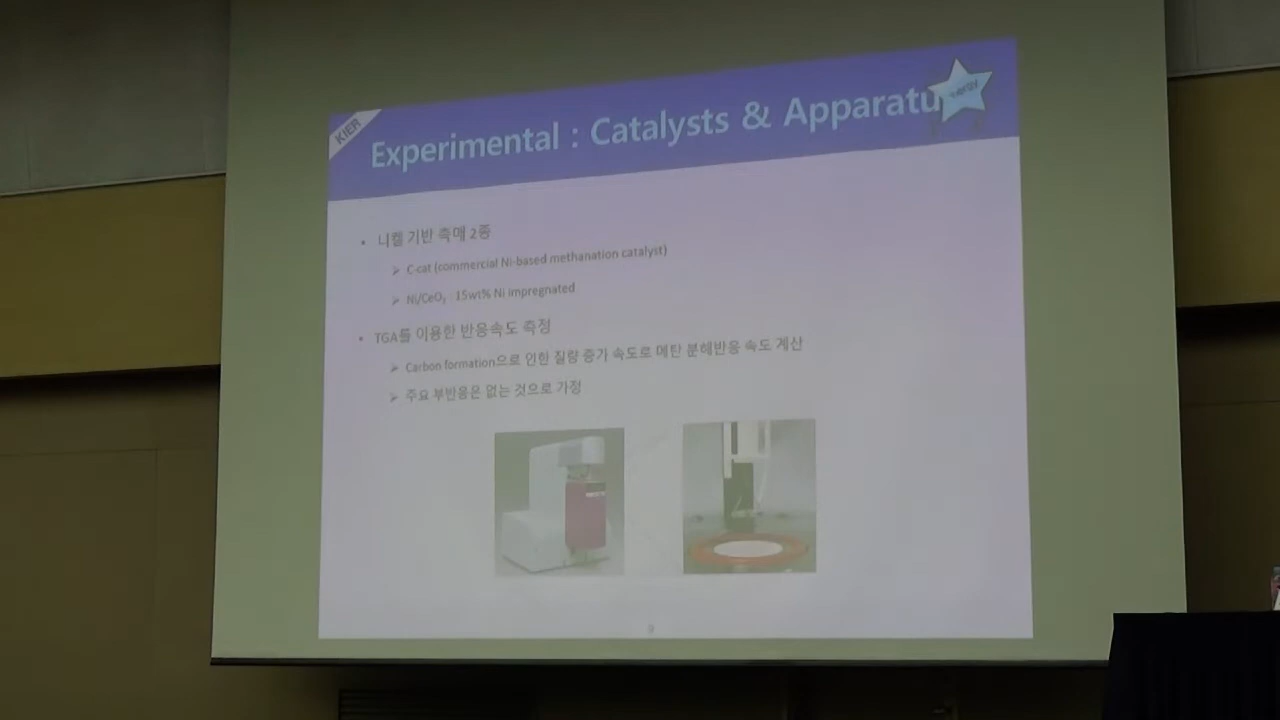 KIER
Experimental : Catalysts & Apparatu
• 니켈 기반 촉매 2종
➤ C-cat (commercial Ni-based methanation catalyst)
➤ Ni/CeO₂ 15wt% Ni impregnated
• TGA를 이용한 반응속도 측정
➤ Carbon formation으로 인한 질량 증가 속도로 메탄 분해반응 속도 계산
➤ 주요 부반응은 없는 것으로 가정
9